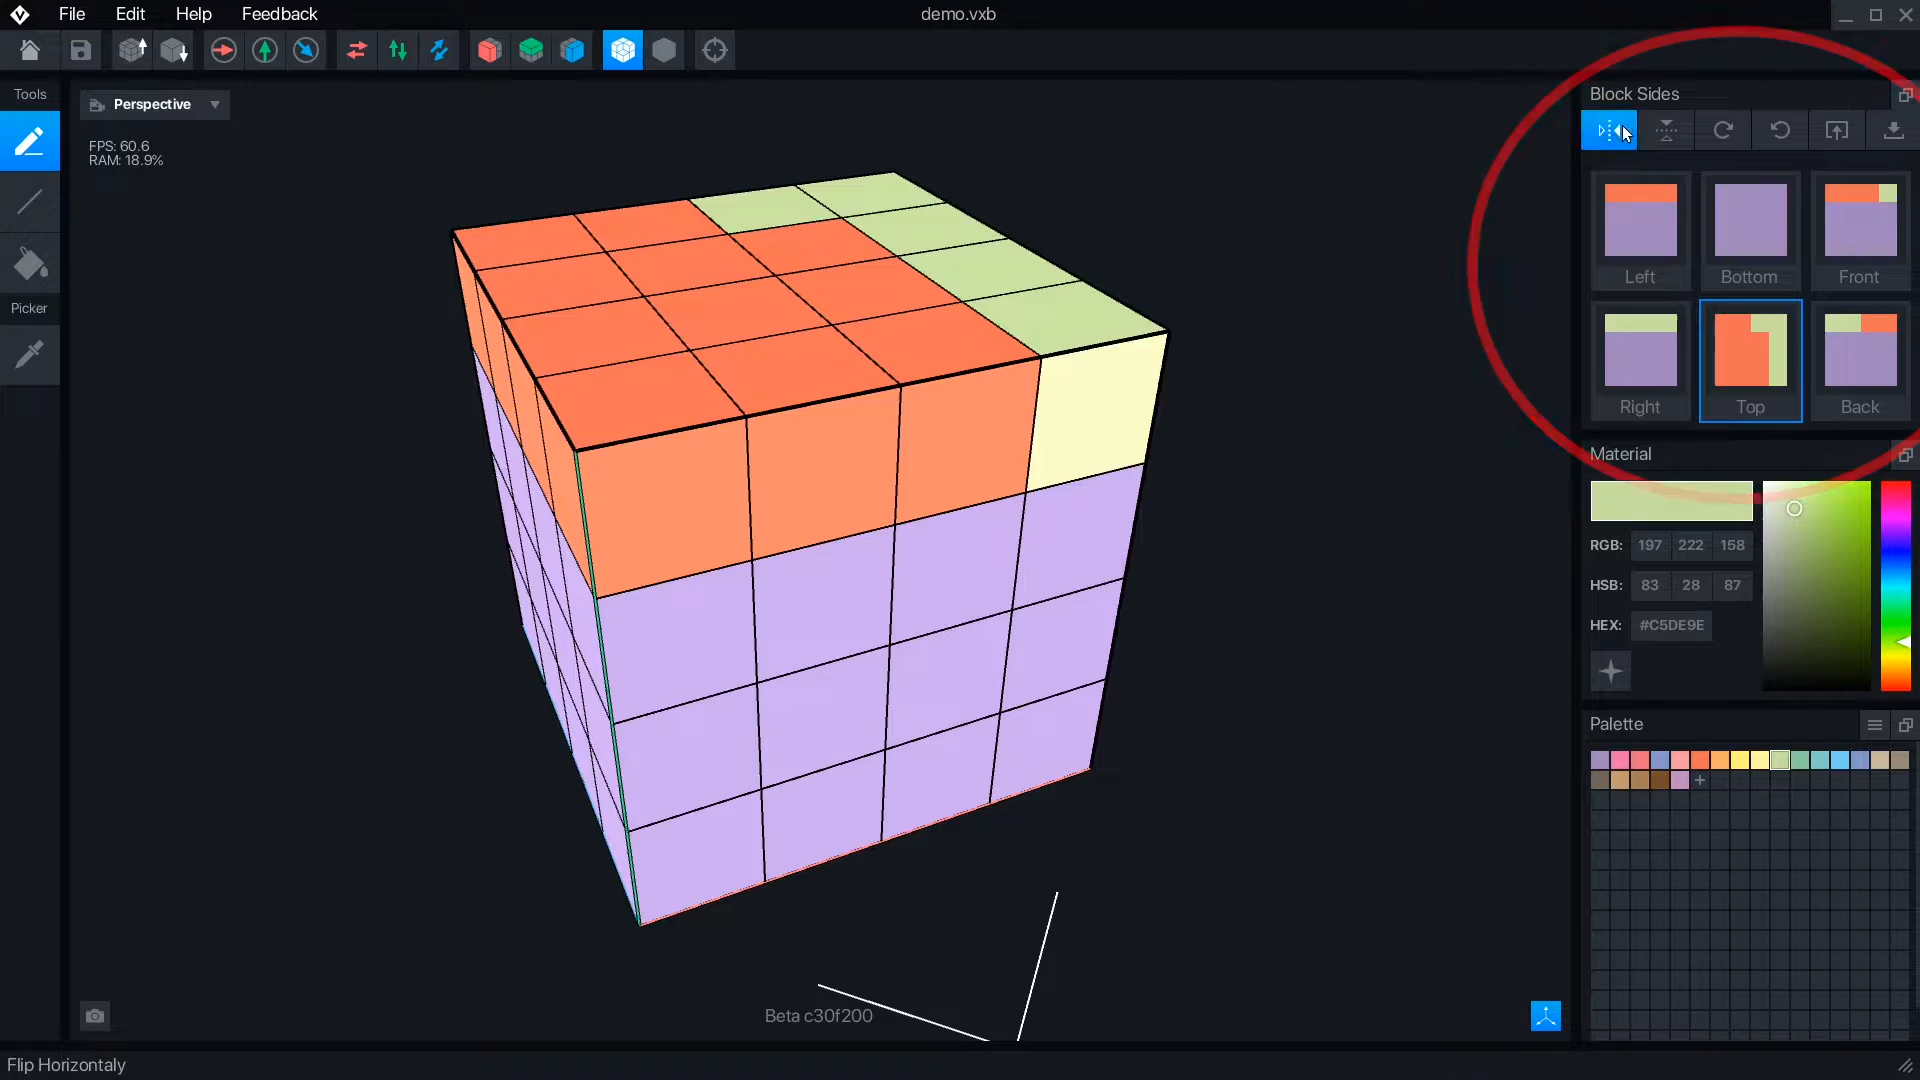 File Edit Help Feedback
demo.vxb
Tools
Perspective
FPS: 60.6
RAM: 18.9%
Picker
Block Sides
Left Bottom Front
Right Top Back
Material
RGB: 197 222 158
HSB: 83 28 87
HEX: #C5DE9E
Palette
+
Beta c30f200
Flip Horizontaly